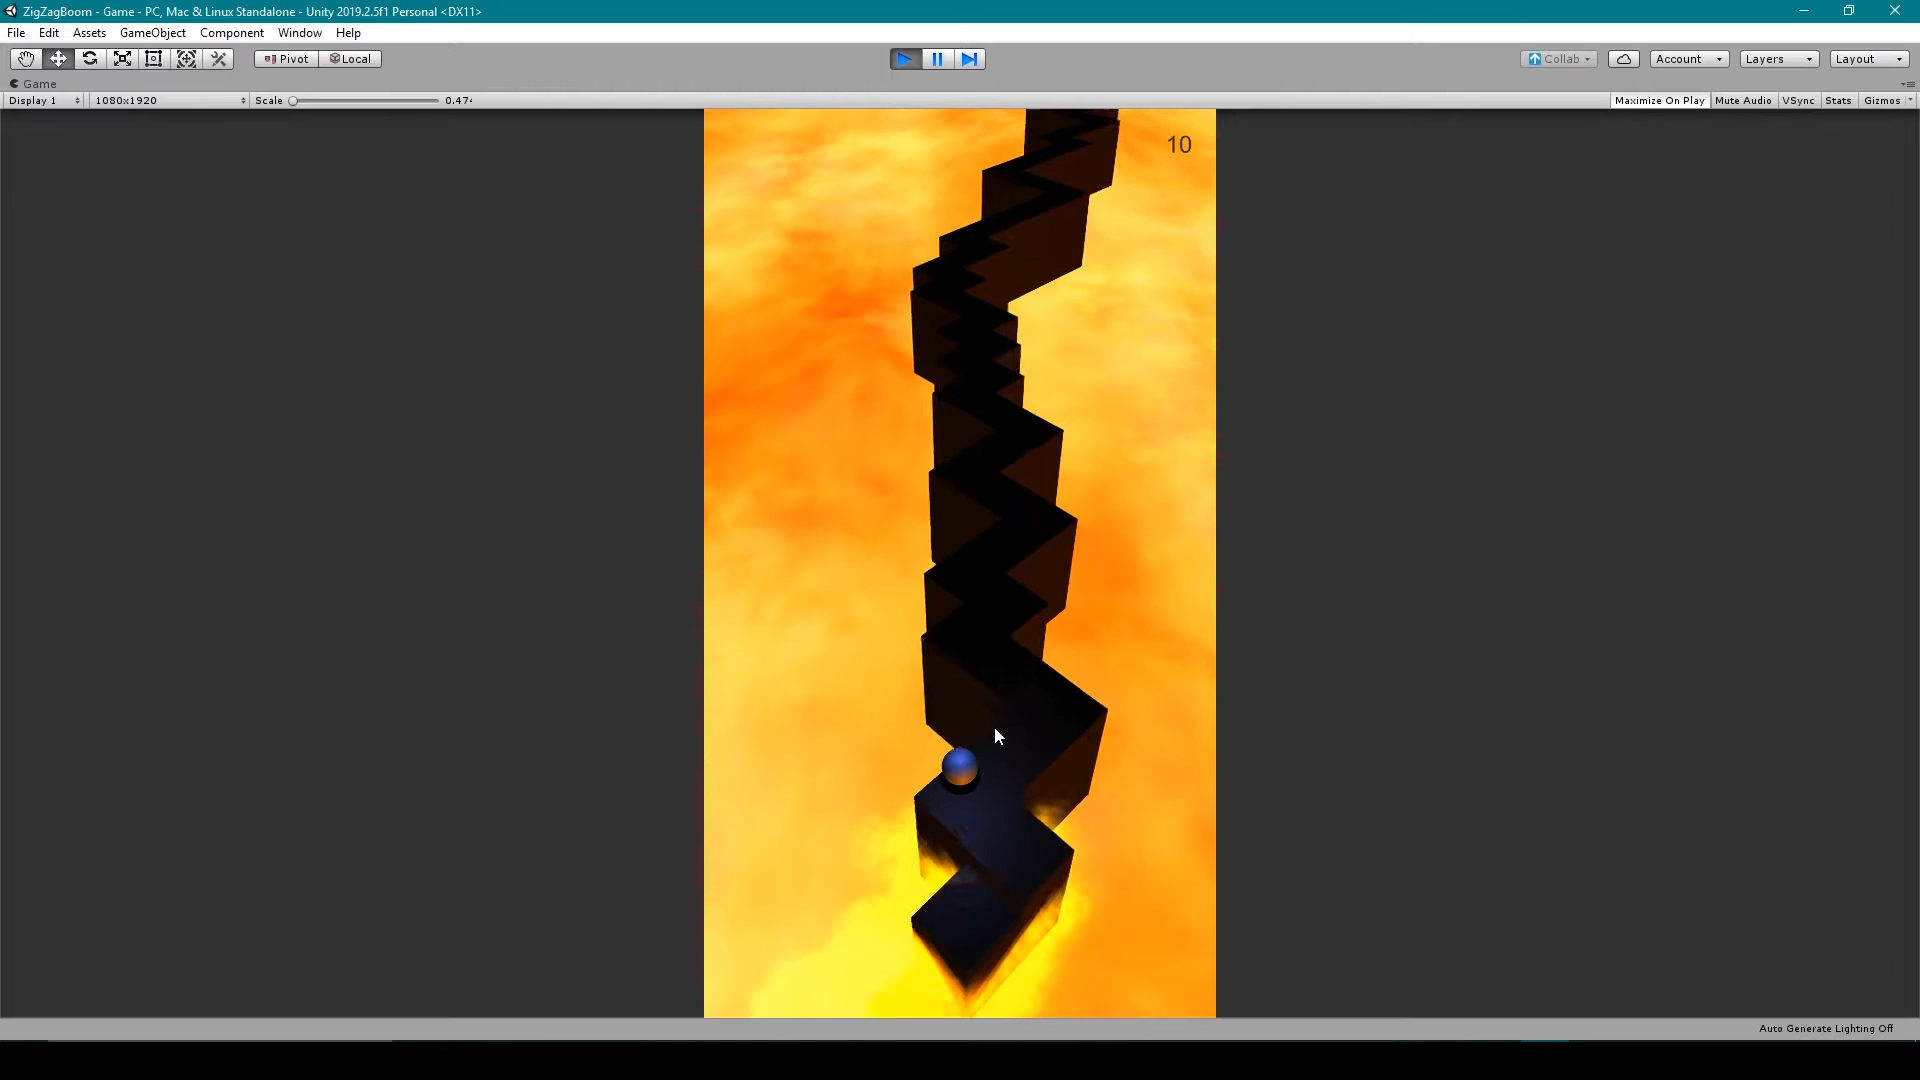 ZigZagBoom - Game - PC, Mac & Linux Standalone - Unity 2019.2.5f1 Personal <DX11>
File Edit Assets GameObject Component Window Help
Pivot Local Collab Account Layers Layout
Game
Display 1 1080x1920 Scale 0.47 Maximize On Play Mute Audio VSync Stats Gizmos
10
Auto Generate Lighting Off